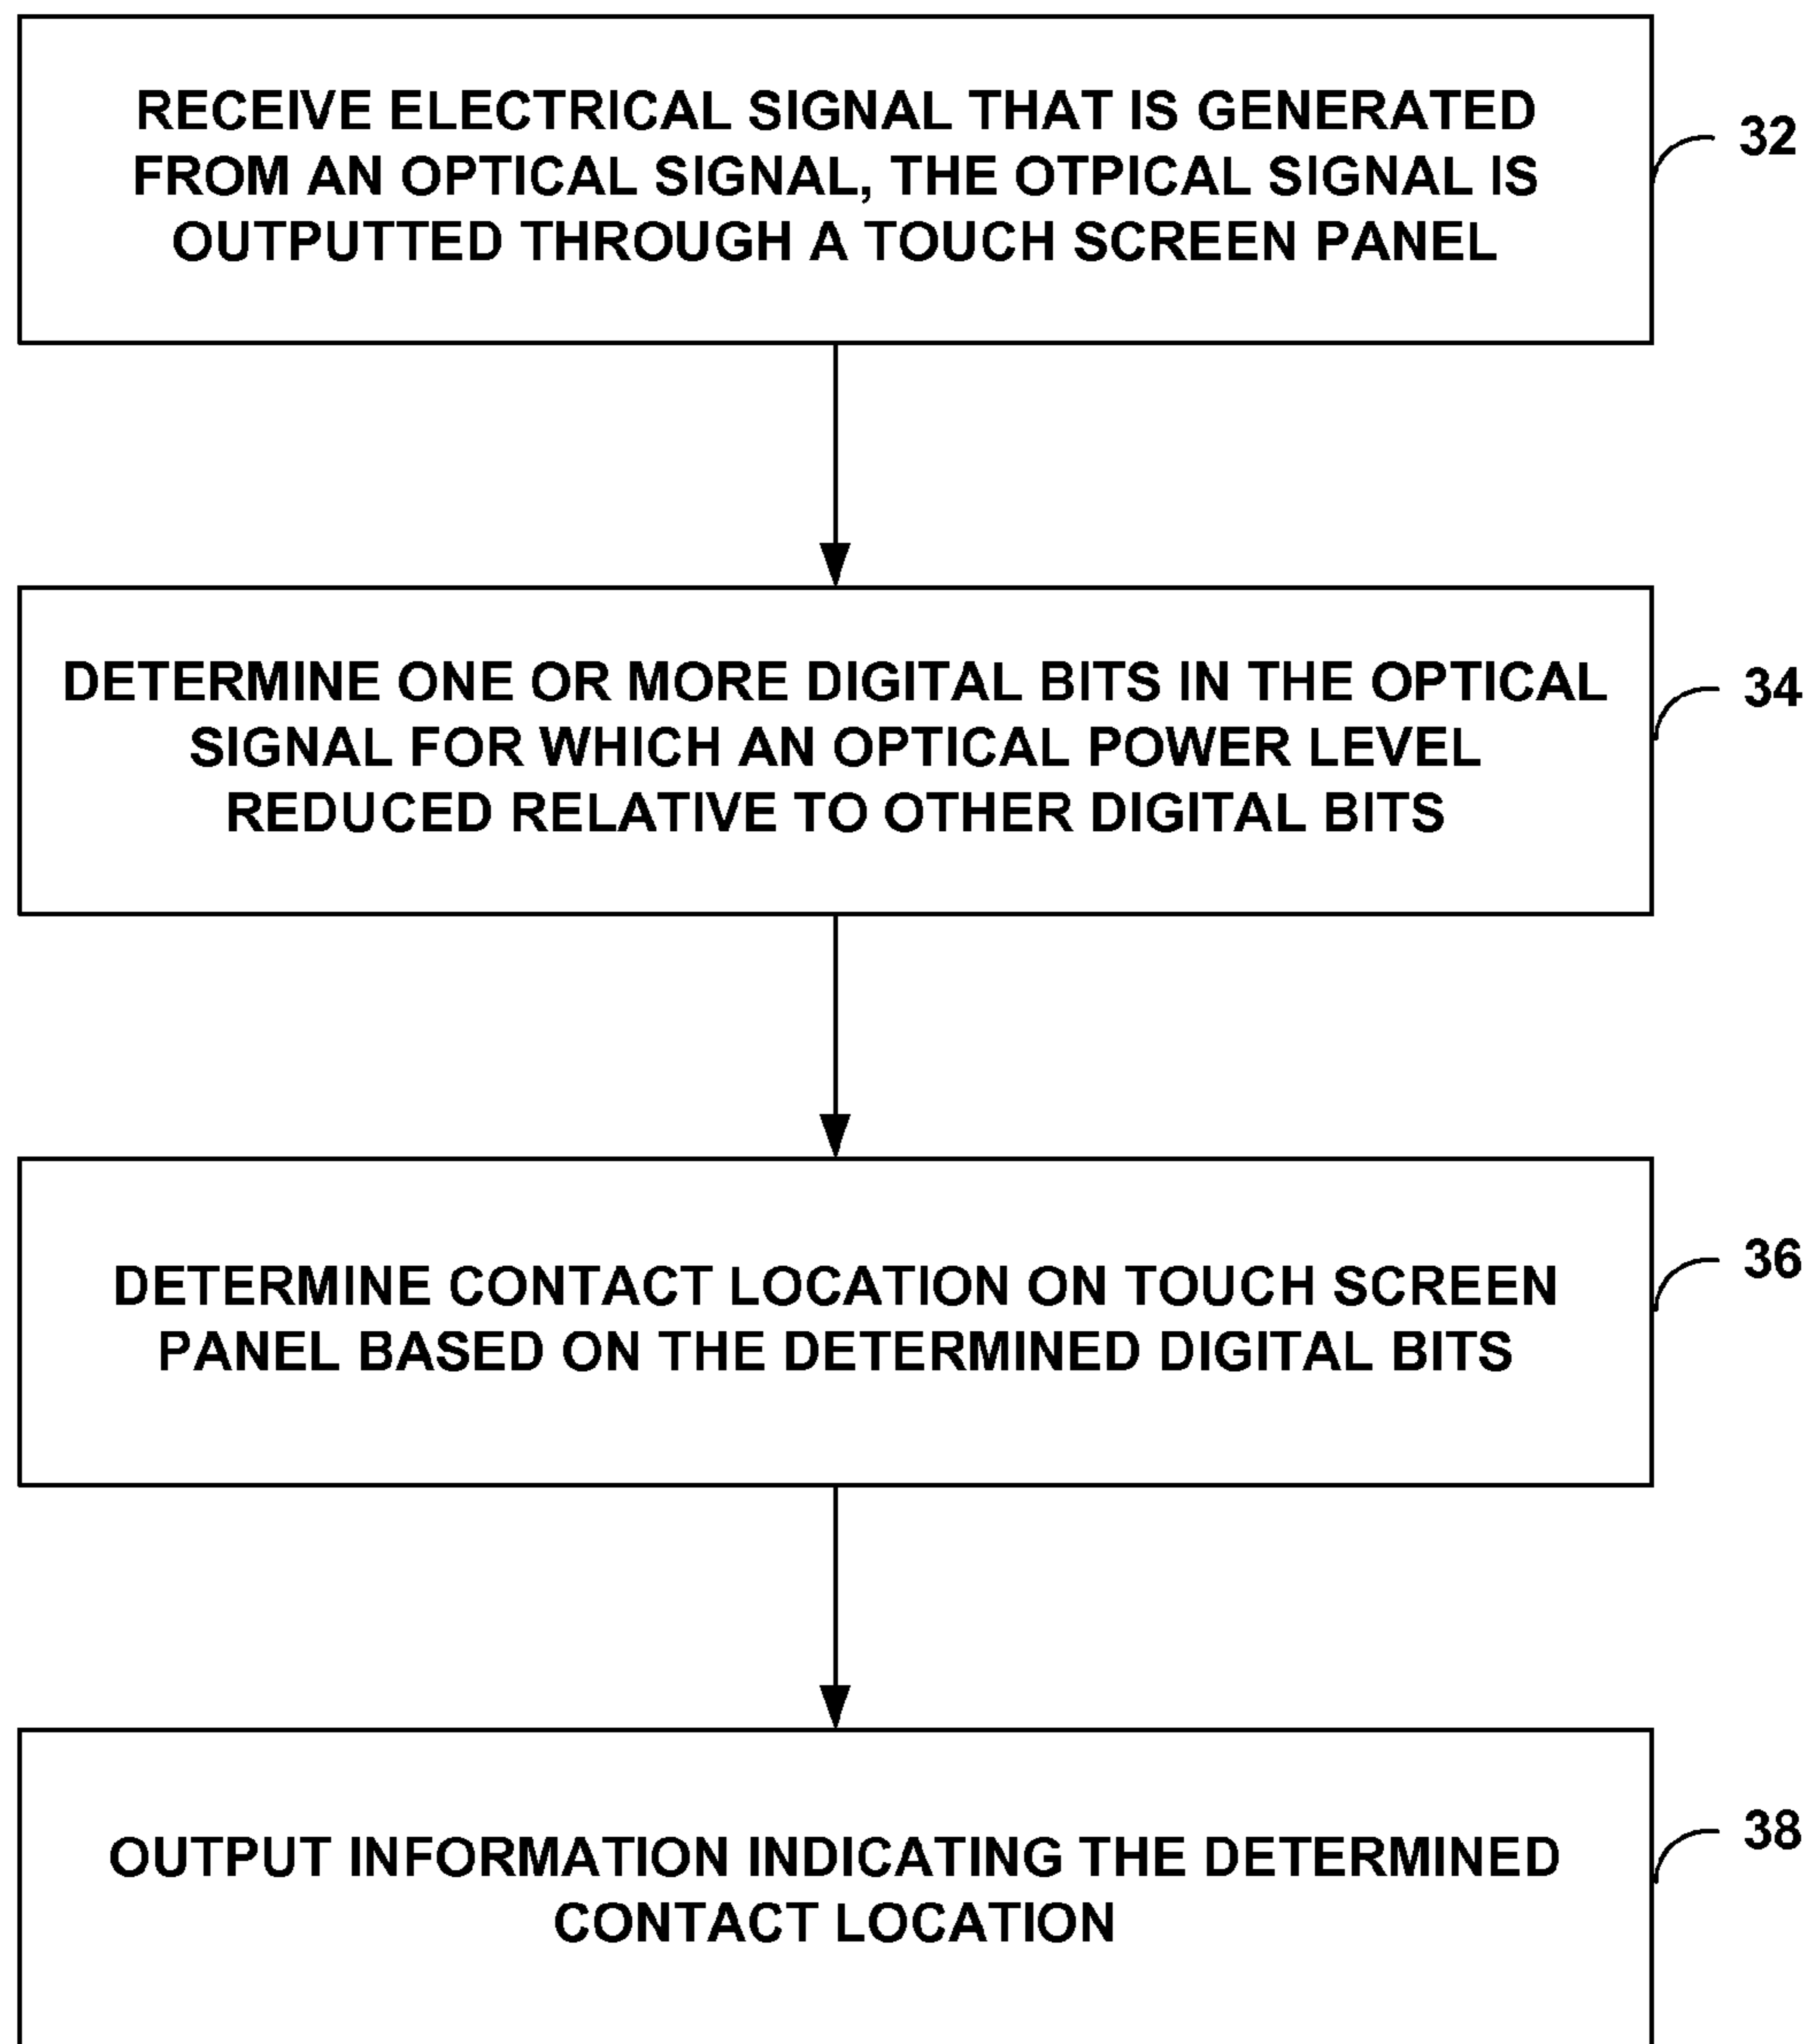 RECEIVE ELECTRICAL SIGNAL THAT IS GENERATED
FROM AN OPTICAL SIGNAL, THE OTPICAL SIGNAL IS
OUTPUTTED THROUGH A TOUCH SCREEN PANEL
32
DETERMINE ONE OR MORE DIGITAL BITS IN THE OPTICAL
SIGNAL FOR WHICH AN OPTICAL POWER LEVEL
REDUCED RELATIVE TO OTHER DIGITAL BITS
34
DETERMINE CONTACT LOCATION ON TOUCH SCREEN
PANEL BASED ON THE DETERMINED DIGITAL BITS
36
OUTPUT INFORMATION INDICATING THE DETERMINED
CONTACT LOCATION
38